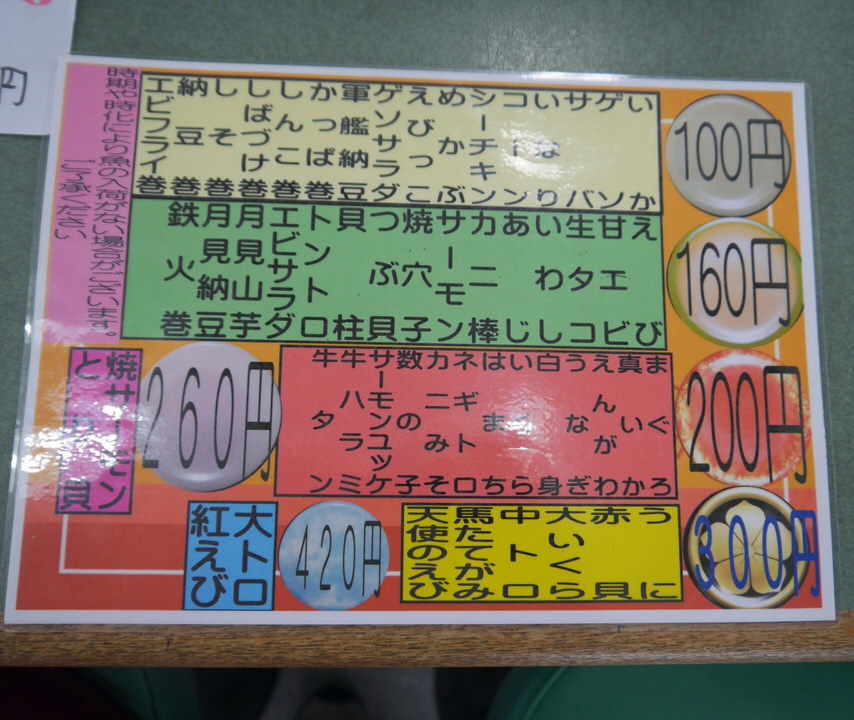 円
100円
いか
ゲソ
サバ
いなり
コーン
シーチキン
めかぶ
えびっこ
ゲソサラダ
軍艦納豆
かっぱ巻
しんこ巻
しばづけ巻
しそ巻
納豆巻
エビフライ巻
160円
えび
甘エビ
生タコ
いわし
あじ
カニ棒
サーモン
焼穴子
つぶ貝
貝柱
トントロ
エビサラダ
月見山芋
月見納豆
鉄火巻
200円
まぐろ
真いか
えんがわ
うなぎ
白身
いくら
はまち
ネギトロ
カニみそ
数の子
サーモンユッケ
牛ハラミ
牛タン
260円
焼サーモン
300円
うに
赤貝
大いくら
中トロ
馬たてがみ
天使のえび
420円
大トロ
紅えび
時期や時化により魚の入荷がない場合がございます。
ご了承ください